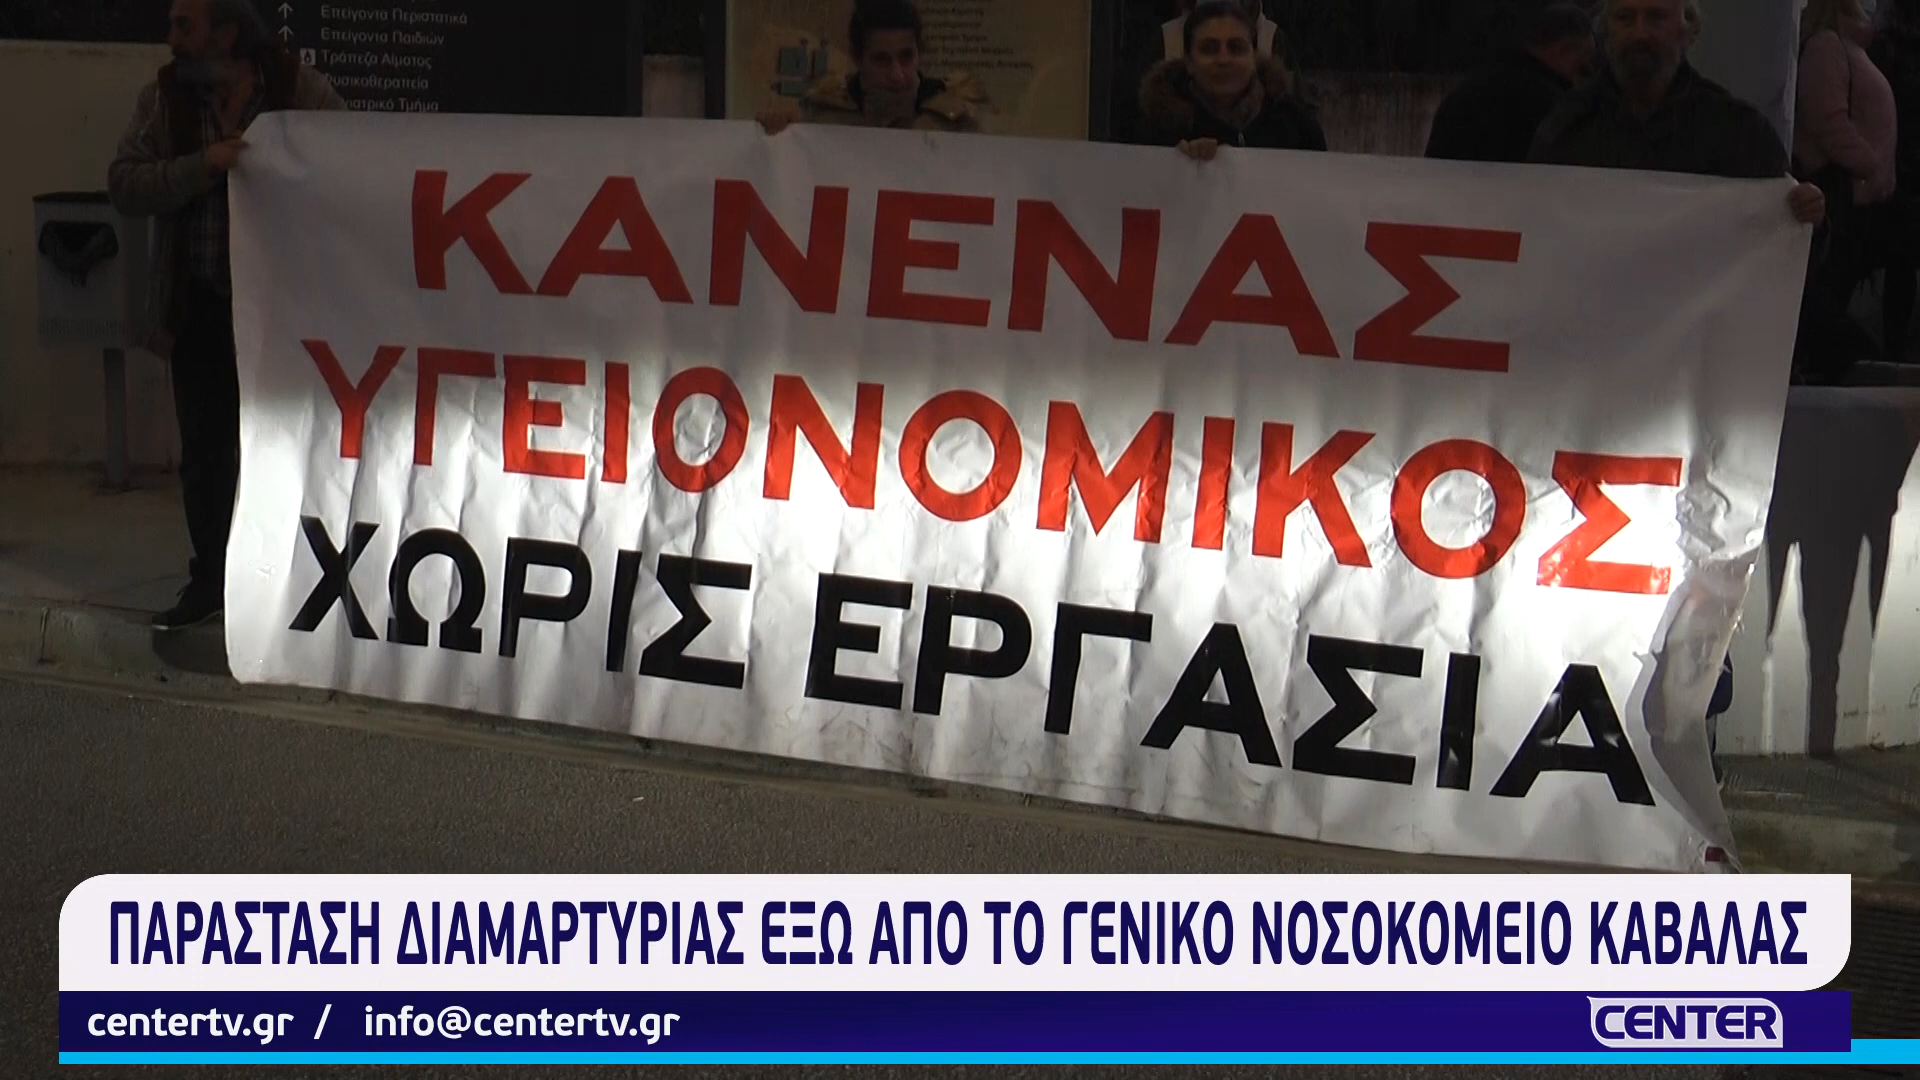 Επείγοντα Περιστατικά
Επείγοντα Παιδιών
Τράπεζα Αίματος
Φυσικοθεραπεία
Τμήμα
ΚΑΝΕΝΑΣ
ΥΓΕΙΟΝΟΜΙΚΟΣ
ΧΩΡΙΣ ΕΡΓΑΣΙΑ
ΠΑΡΑΣΤΑΣΗ ΔΙΑΜΑΡΤΥΡΙΑΣ ΕΞΩ ΑΠΟ ΤΟ ΓΕΝΙΚΟ ΝΟΣΟΚΟΜΕΙΟ ΚΑΒΑΛΑΣ
centertv.gr / info@centertv.gr
CENTER